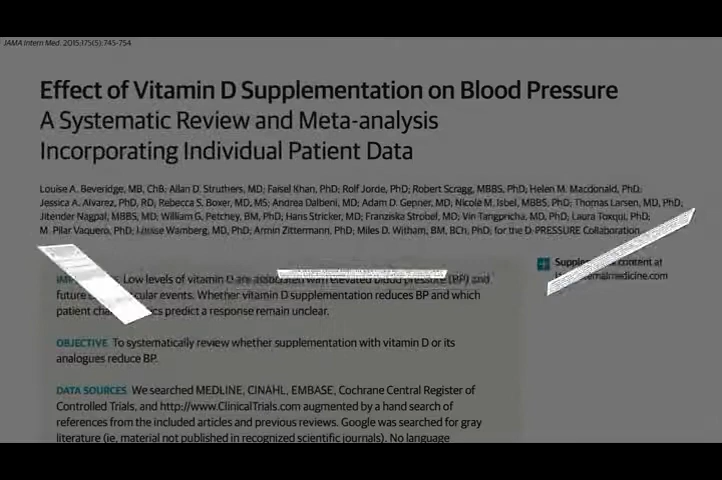 JAMA Intern Med. 2015;175(5):745-754
Effect of Vitamin D Supplementation on Blood Pressure
A Systematic Review and Meta-analysis
Incorporating Individual Patient Data
Louise A. Beveridge, MB, ChB; Allan D. Struthers, MD; Faisel Khan, PhD; Rolf Jorde, PhD; Robert Scragg, MBBS, PhD; Helen M. Macdonald, PhD;
Jessica A. Alvarez, PhD, RD; Rebecca S. Boxer, MD, MS; Andrea Dalbeni, MD; Adam D. Gepner, MD; Nicole M. Isbel, MBBS, PhD; Thomas Larsen, MD, PhD;
Jitender Nagpal, MBBS, MD; William G. Petchey, BM, PhD; Hans Stricker, MD; Franziska Strobel, MD; Vin Tangpricha, MD, PhD; Laura Toxqui, PhD;
M. Pilar Vaquero, PhD; Louise Wamberg, MD, PhD; Armin Zittermann, PhD; Miles D. Witham, BM, BCh, PhD; for the D-PRESSURE Collaboration
Low levels of vitamin D are associated with elevated blood pressure (BP) and
future cular events. Whether vitamin D supplementation reduces BP and which
patient predict a response remain unclear.
OBJECTIVE To systematically review whether supplementation with vitamin D or its
analogues reduce BP.
DATA SOURCES We searched MEDLINE, CINAHL, EMBASE, Cochrane Central Register of
Controlled Trials, and http://www.ClinicalTrials.com augmented by a hand search of
references from the included articles and previous reviews. Google was searched for gray
literature (ie, material not published in recognized scientific journals). No language
content at
medicine.com